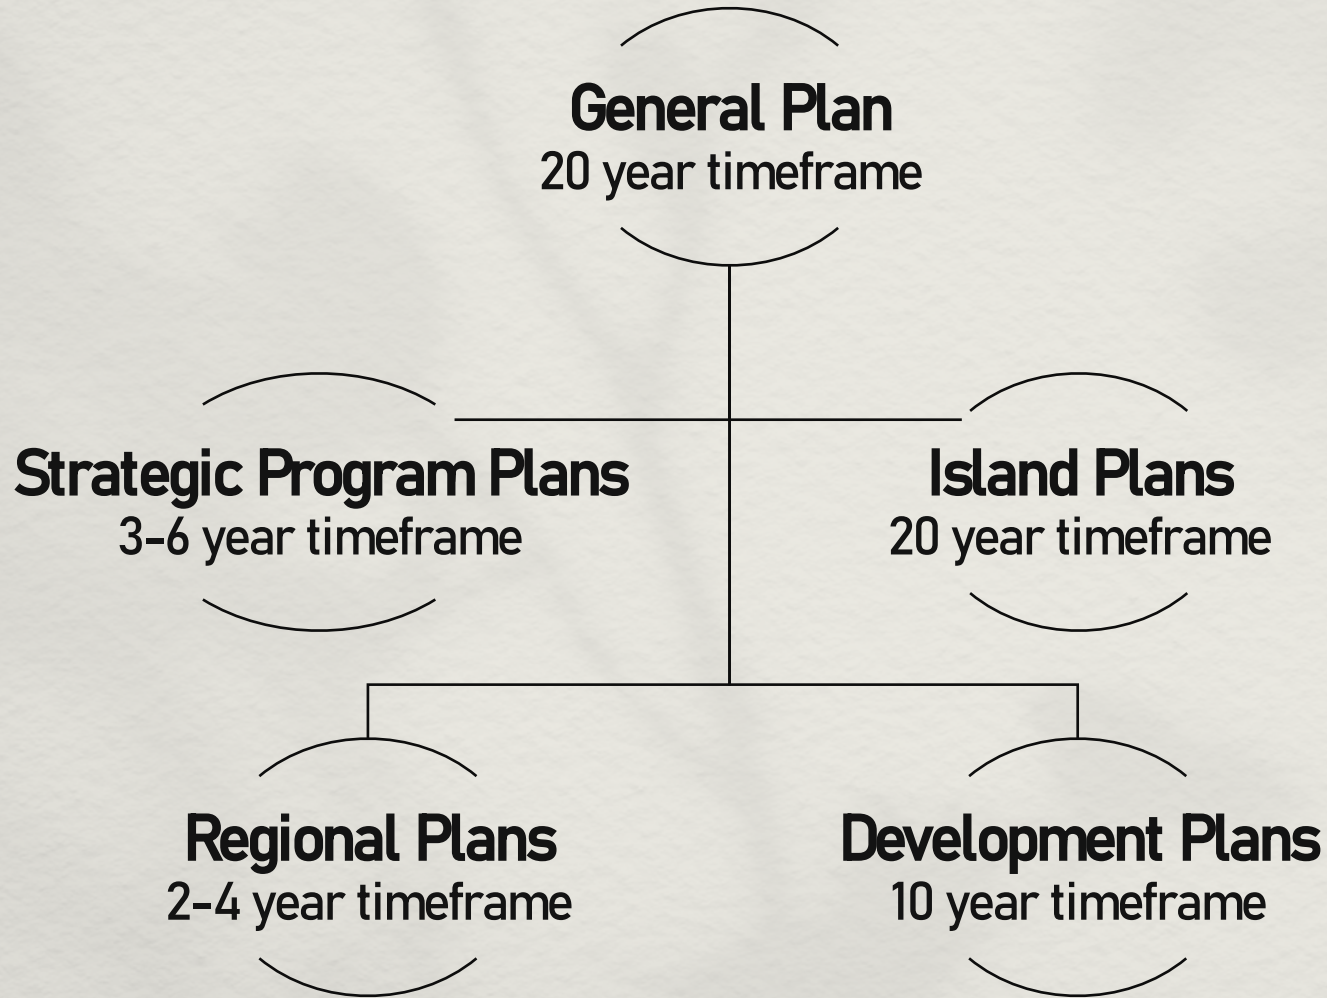 General Plan
20 year timeframe
Strategic Program Plans
3-6 year timeframe
Island Plans
20 year timeframe
Regional Plans
2-4 year timeframe
Development Plans
10 year timeframe